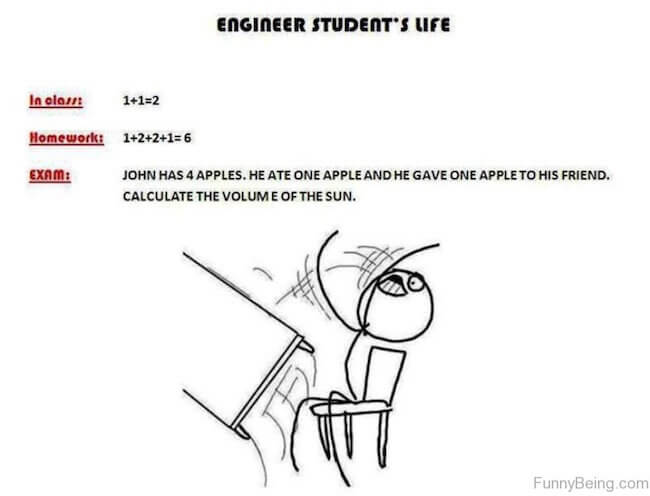 ENGINEER STUDENT'S LIFE
In class: 1+1=2
Homework: 1+2+2+1= 6
EXAM: JOHN HAS 4 APPLES. HE ATE ONE APPLE AND HE GAVE ONE APPLE TO HIS FRIEND.
CALCULATE THE VOLUM E OF THE SUN.
FunnyBeing.com